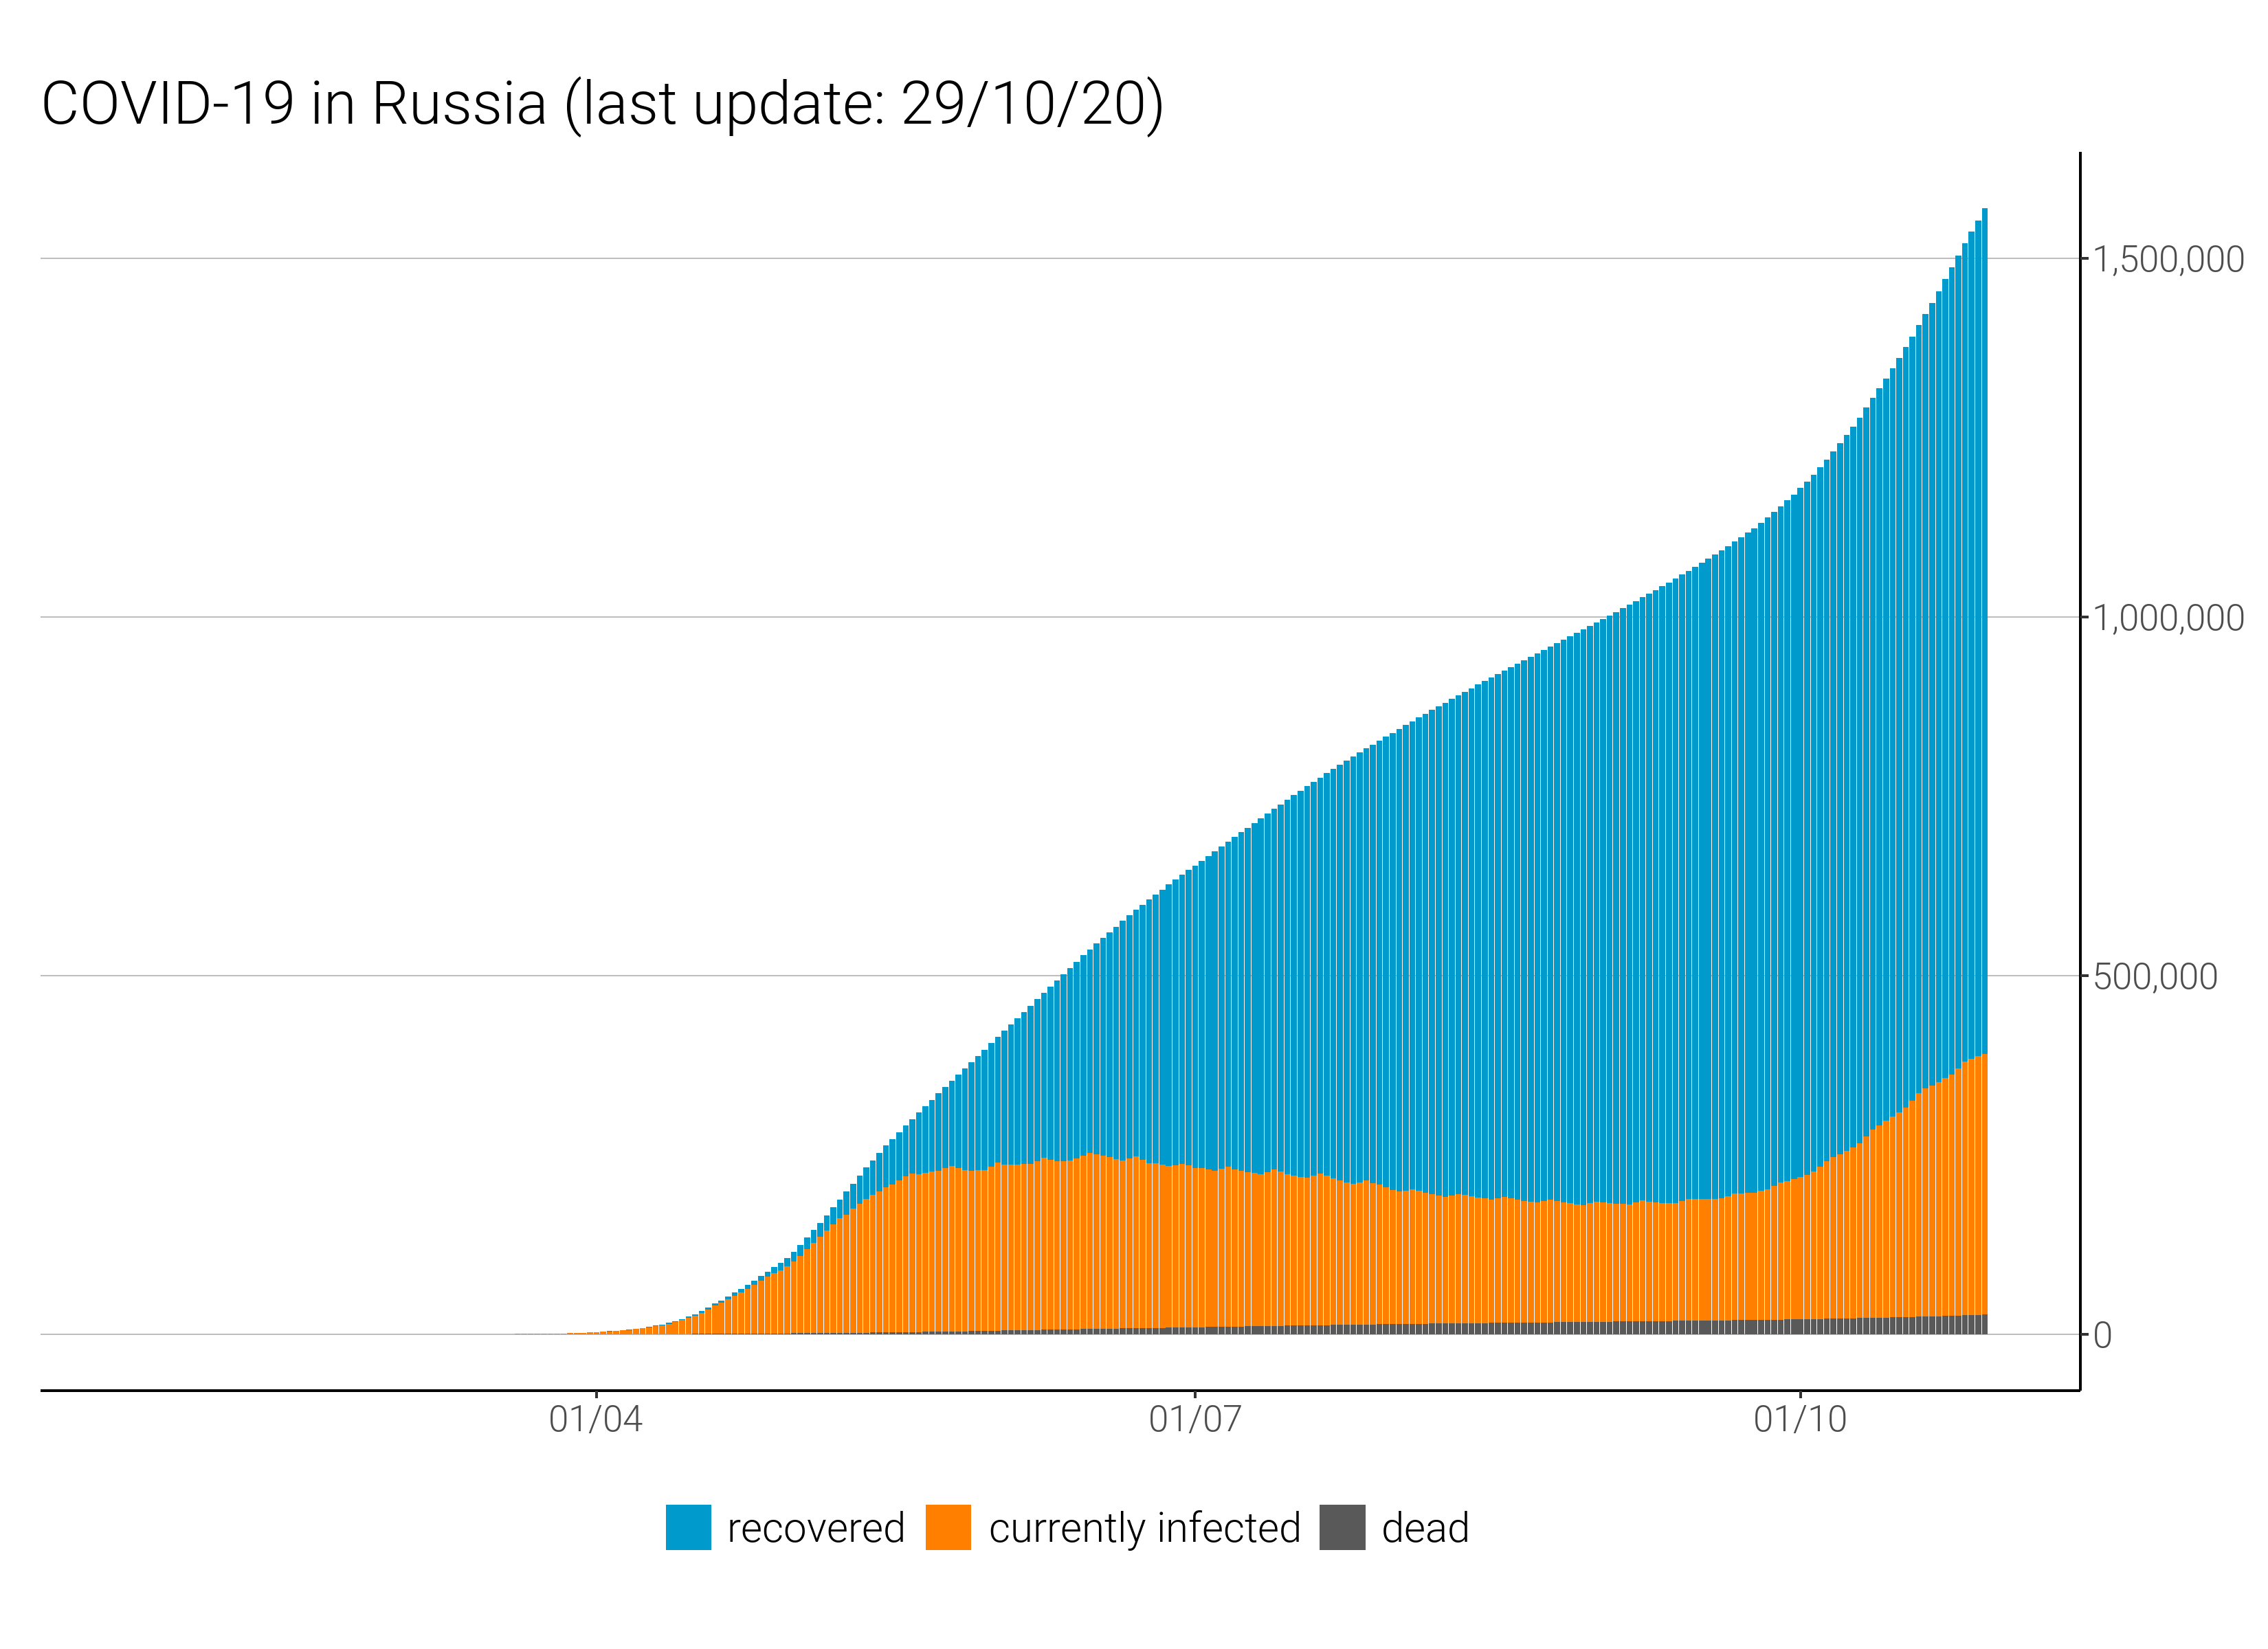 COVID-19 in Russia (last update: 29/10/20)
1,500,000
1,000,000
500,000
0
01/04 01/07 01/10
recovered currently infected dead